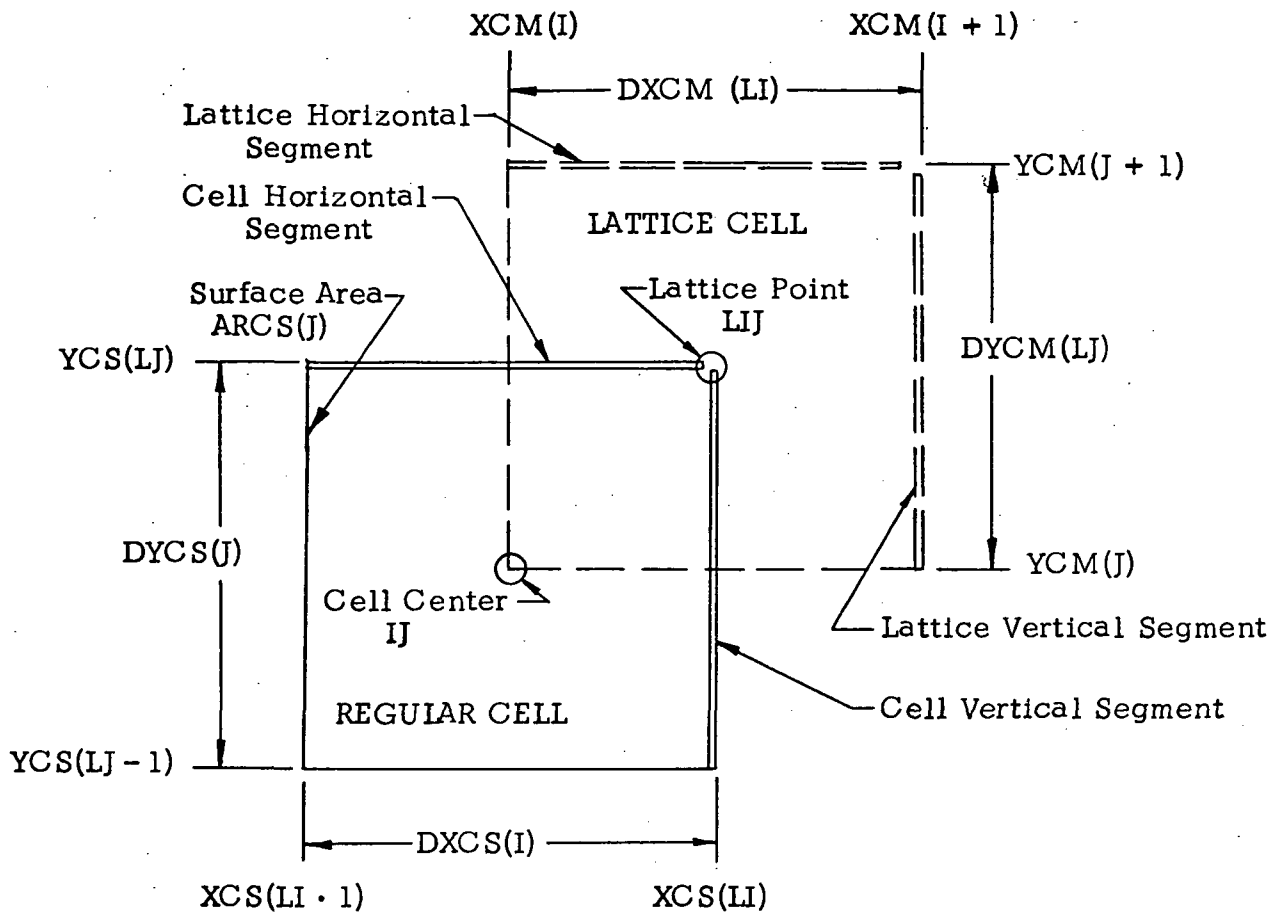 XCM(I)
XCM(I + 1)
DXCM (LI)
Lattice Horizontal
Segment
YCM(J + 1)
Cell Horizontal
Segment
LATTICE CELL
Surface Area
ARCS(J)
Lattice Point
LIJ
YCS(LJ)
DYCM(LJ)
DYCS(J)
YCM(J)
Cell Center
IJ
Lattice Vertical Segment
REGULAR CELL
Cell Vertical Segment
YCS(LJ-1)
DXCS(I)
XCS(LI · 1)
XCS(LI)